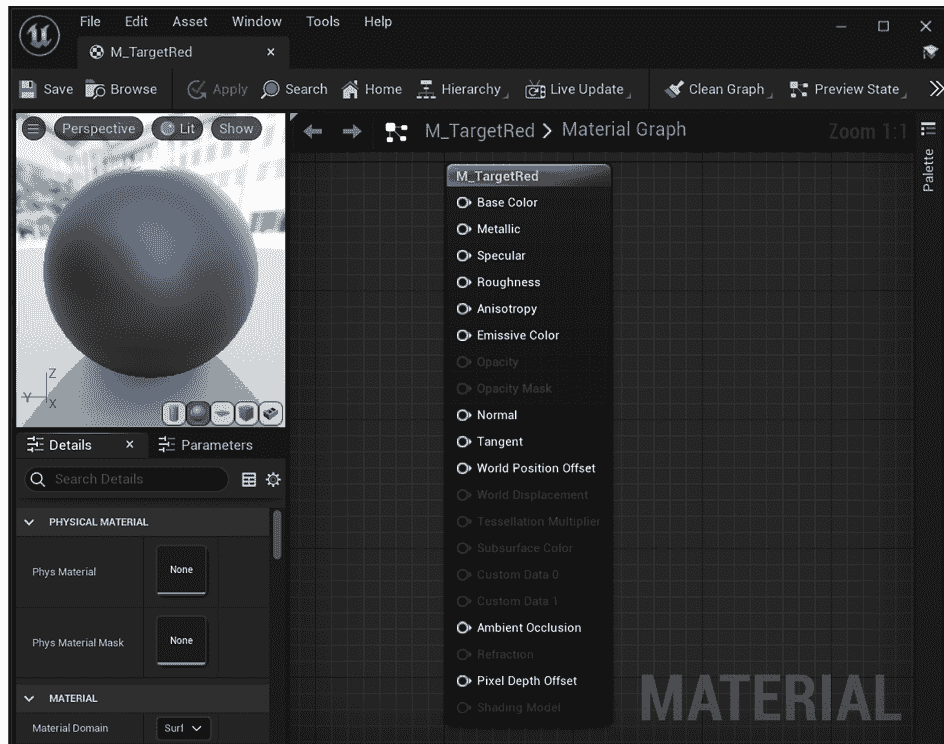 File Edit Asset Window Tools Help
M_TargetRed
Save Browse Apply Search Home Hierarchy Live Update Clean Graph Preview State
Perspective Lit Show
M_TargetRed > Material Graph Zoom 1:1
Palette
M_TargetRed
Base Color
Metallic
Specular
Roughness
Anisotropy
Emissive Color
Opacity
Opacity Mask
Normal
Tangent
World Position Offset
World Displacement
Tessellation Multiplier
Subsurface Color
Custom Data 0
Custom Data 1
Ambient Occlusion
Refraction
Pixel Depth Offset
Shading Model
MATERIAL
Z
Y
X
Details Parameters
Search Details
PHYSICAL MATERIAL
Phys Material None
Phys Material Mask None
MATERIAL
Material Domain Surf